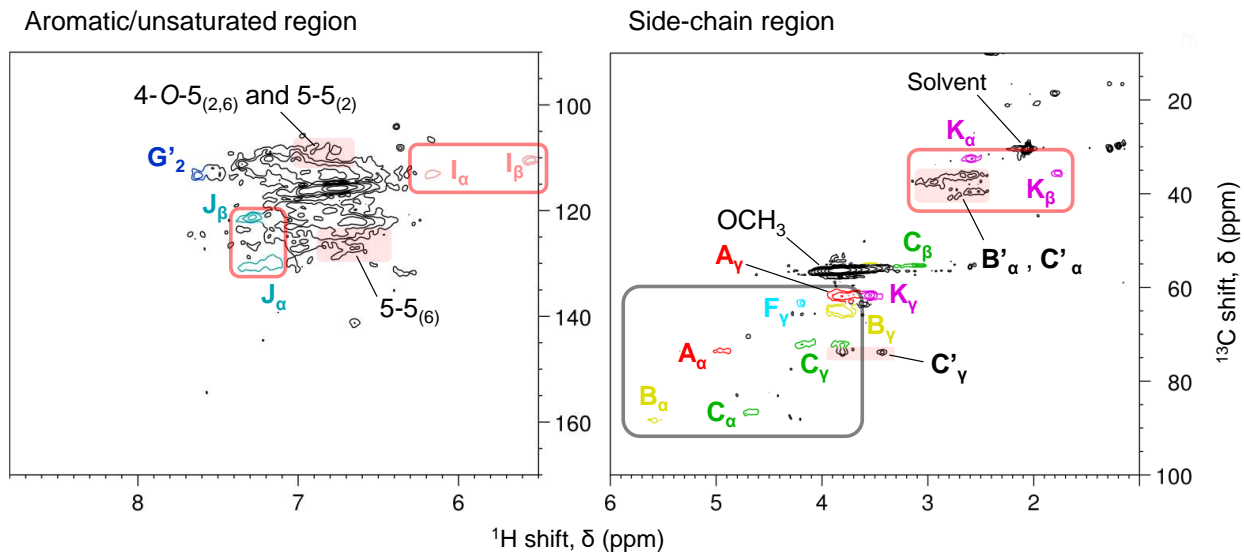 Aromatic/unsaturated region
Side-chain region
4-O-5(2,6) and 5-5(2)
G'2
Iα
Iβ
Jβ
Jα
5-5(6)
100
120
140
160
8
7
6
Solvent
Kα
Kβ
OCH3
Aγ
Cβ
B'α , C'α
Fγ
Kγ
Bγ
Aα
Cγ
C'γ
Bα
Cα
20
40
60
80
100
6
5
4
3
2
13C shift, δ (ppm)
1H shift, δ (ppm)